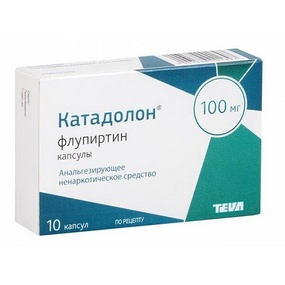 Катадолон®
100 мг
флупиртин
капсулы
Анальгезирующее
ненаркотическое средство
10 капсул
ПО РЕЦЕПТУ
TEVA